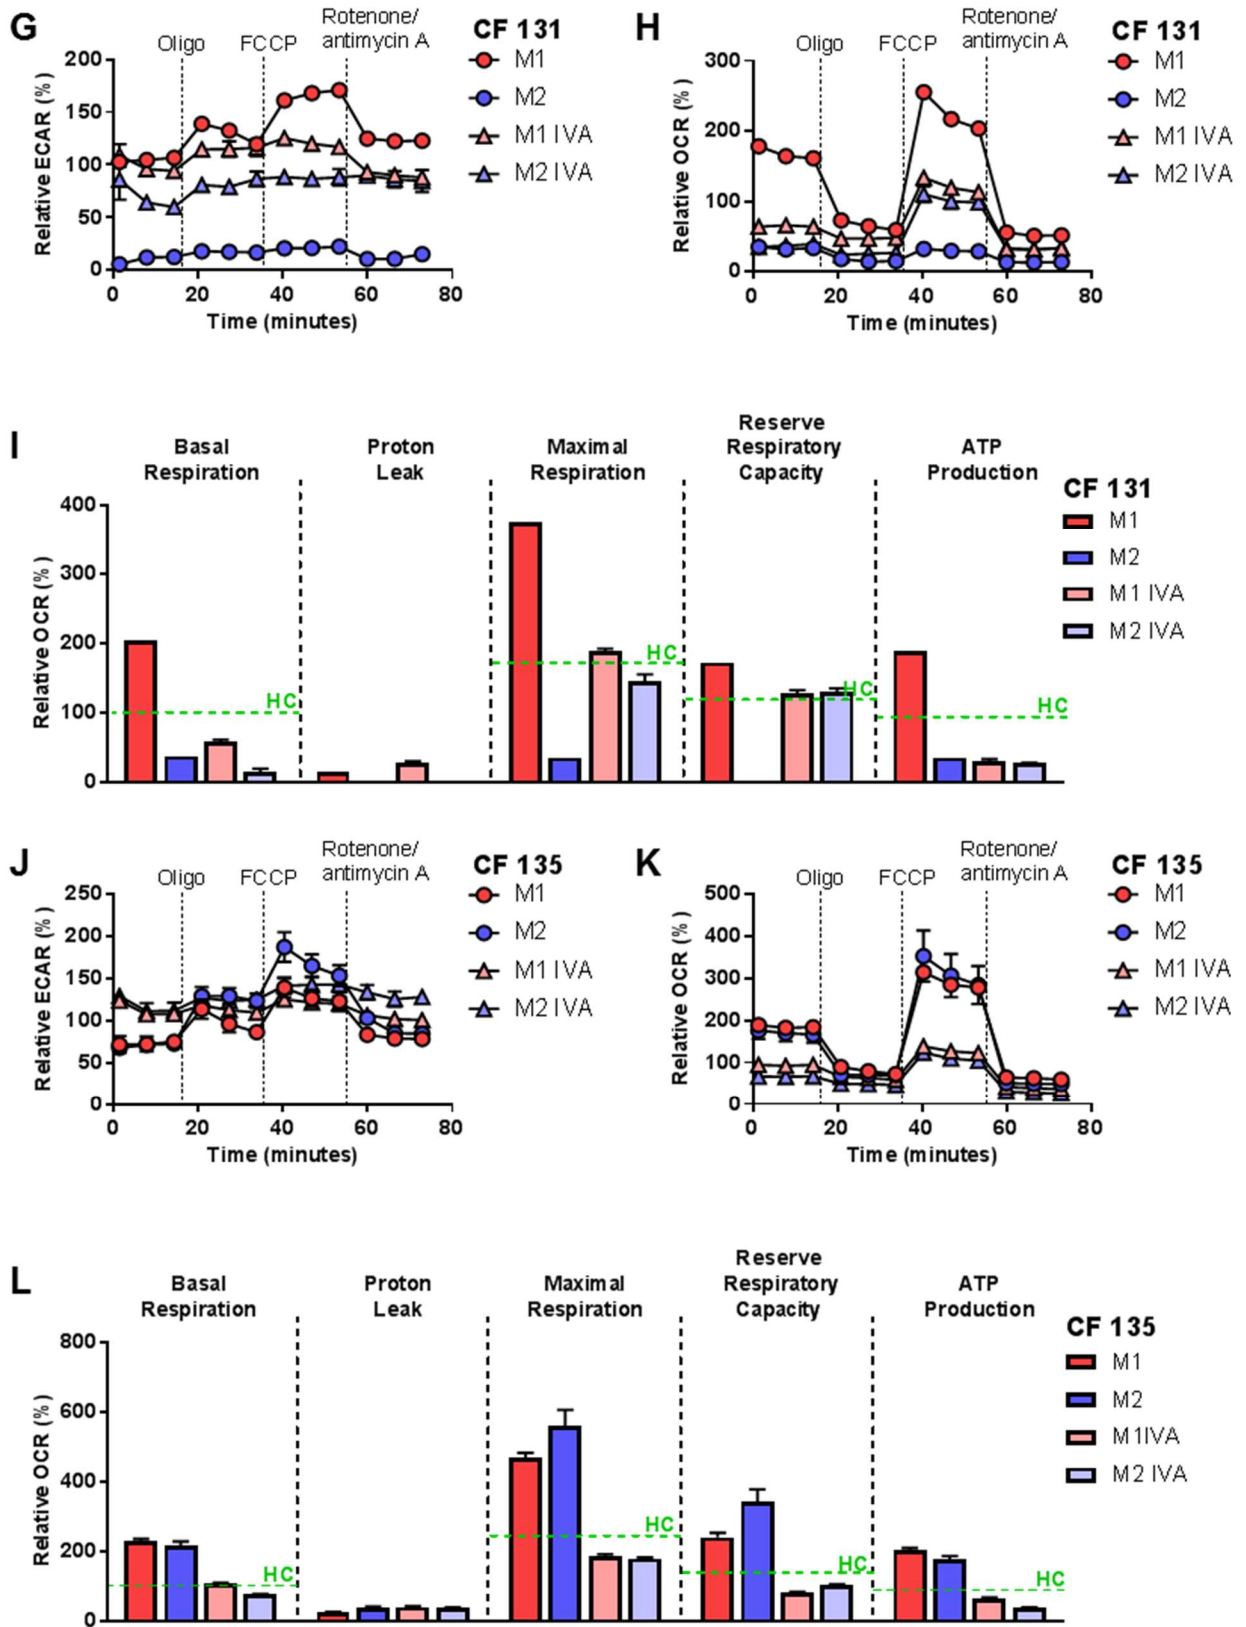 G
Oligo
FCCP
Rotenone/
antimycin A
CF 131
M1
M2
M1 IVA
M2 IVA
Relative ECAR (%)
200
150
100
50
0
0 20 40 60 80
Time (minutes)
H
Oligo
FCCP
Rotenone/
antimycin A
CF 131
M1
M2
M1 IVA
M2 IVA
Relative OCR (%)
300
200
100
0
0 20 40 60 80
Time (minutes)
I
Basal
Respiration
Proton
Leak
Maximal
Respiration
Reserve
Respiratory
Capacity
ATP
Production
CF 131
M1
M2
M1 IVA
M2 IVA
Relative OCR (%)
400
300
200
100
0
HC
HC
HC
HC
J
Oligo
FCCP
Rotenone/
antimycin A
CF 135
M1
M2
M1 IVA
M2 IVA
Relative ECAR (%)
250
200
150
100
50
0
0 20 40 60 80
Time (minutes)
K
Oligo
FCCP
Rotenone/
antimycin A
CF 135
M1
M2
M1 IVA
M2 IVA
Relative OCR (%)
500
400
300
200
100
0
0 20 40 60 80
Time (minutes)
L
Basal
Respiration
Proton
Leak
Maximal
Respiration
Reserve
Respiratory
Capacity
ATP
Production
CF 135
M1
M2
M1IVA
M2 IVA
Relative OCR (%)
800
600
400
200
0
HC
HC
HC
HC